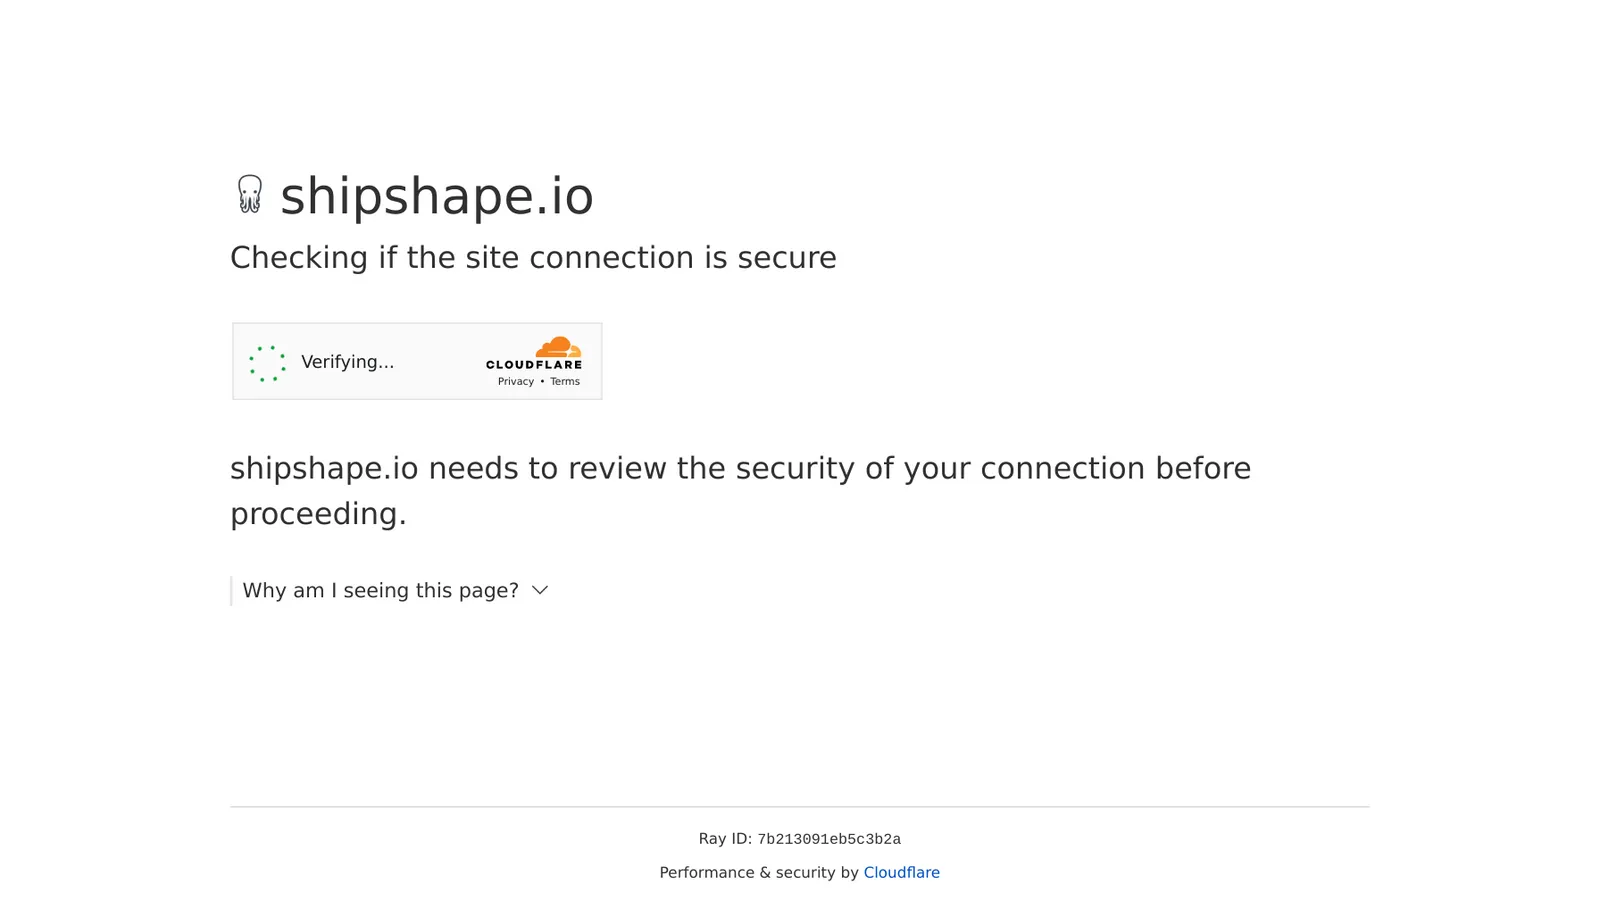 shipshape.io
Checking if the site connection is secure
Verifying...
CLOUDFLARE
Privacy • Terms
shipshape.io needs to review the security of your connection before
proceeding.
Why am I seeing this page?
Ray ID: 7b213091eb5c3b2a
Performance & security by Cloudflare